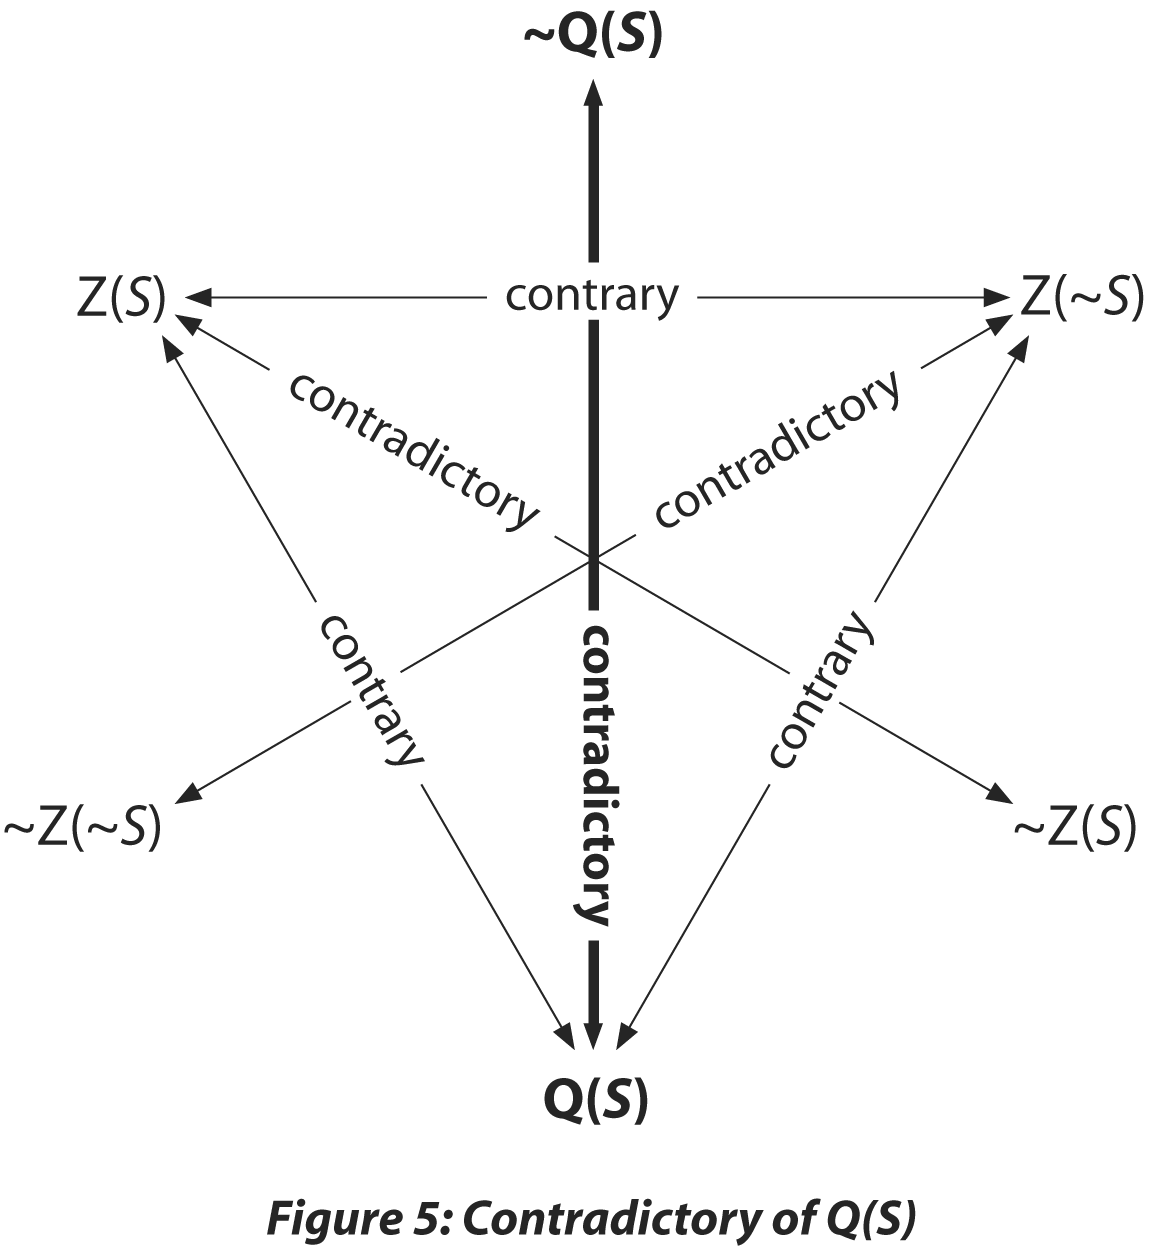 ~Q(S)
Z(S)
contrary
Z(~S)
contradictory
contradictory
contrary
contradictory
contrary
~Z(~S)
~Z(S)
Q(S)
Figure 5: Contradictory of Q(S)